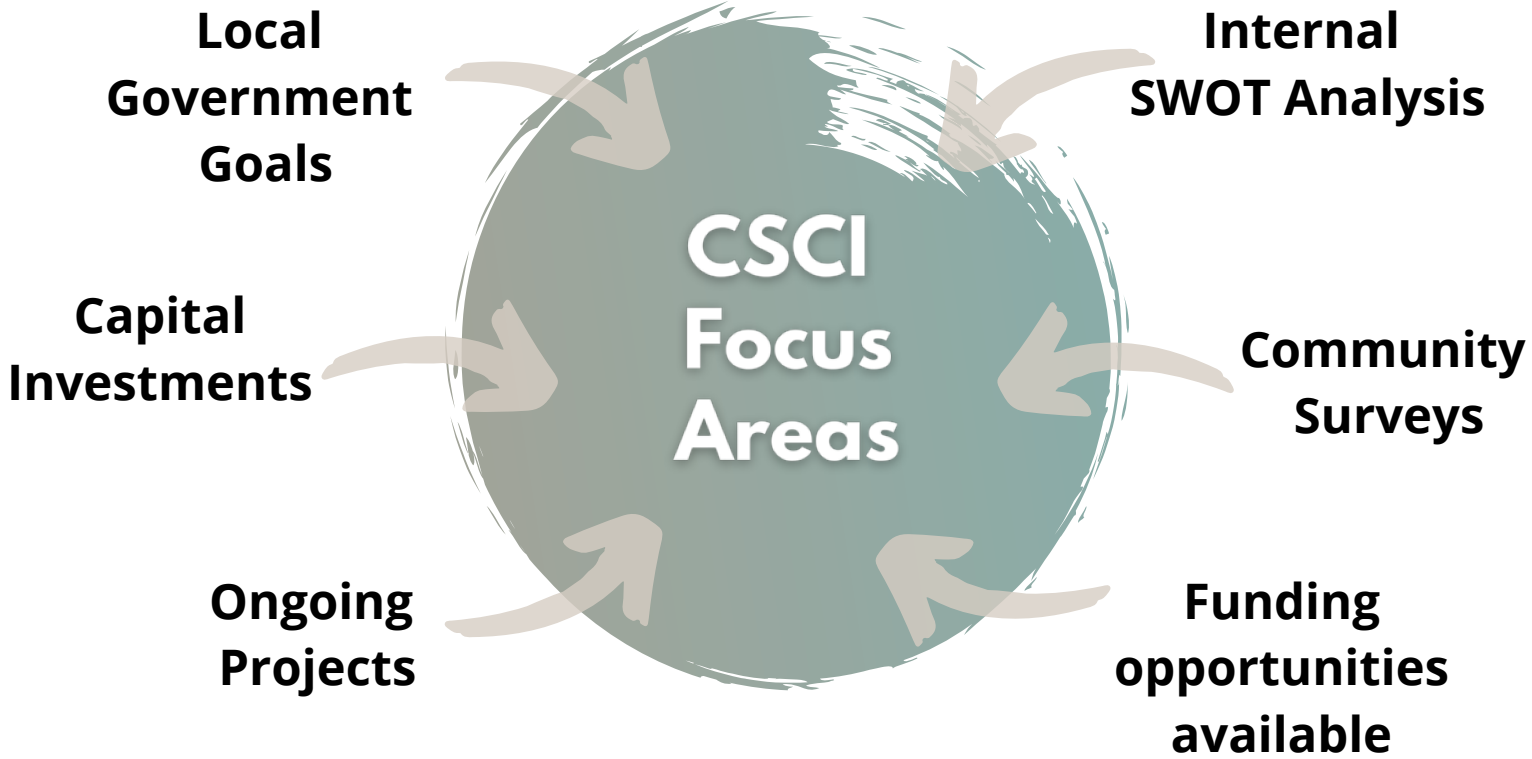 Local
Government
Goals
Internal
SWOT Analysis
CSCI
Focus
Areas
Capital
Investments
Community
Surveys
Ongoing
Projects
Funding
opportunities
available